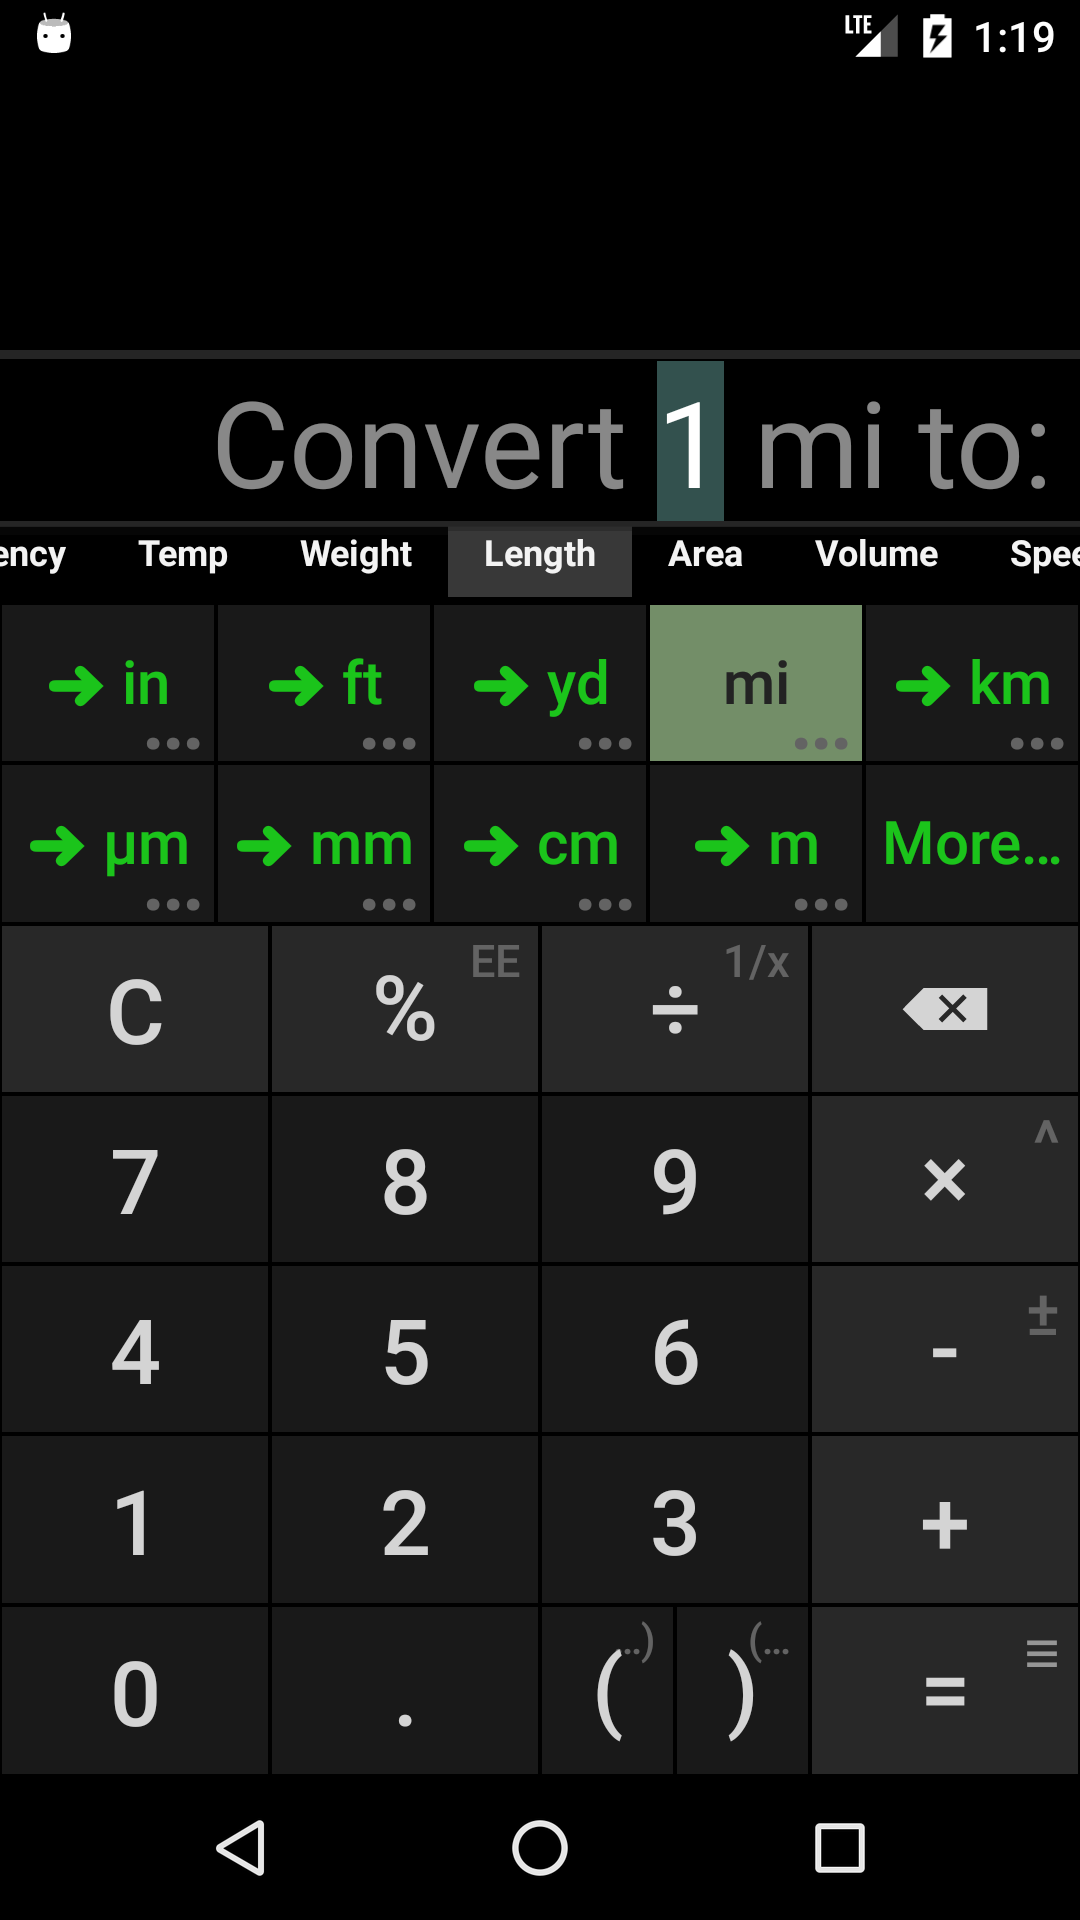 LTE 1:19
Convert 1 mi to:
ency Temp Weight Length Area Volume Spee
in ft yd mi km
µm mm cm m More...
C % EE ÷ 1/x
7 8 9 × ^
4 5 6 - ±
1 2 3 +
0 . ( ..) ) (... =